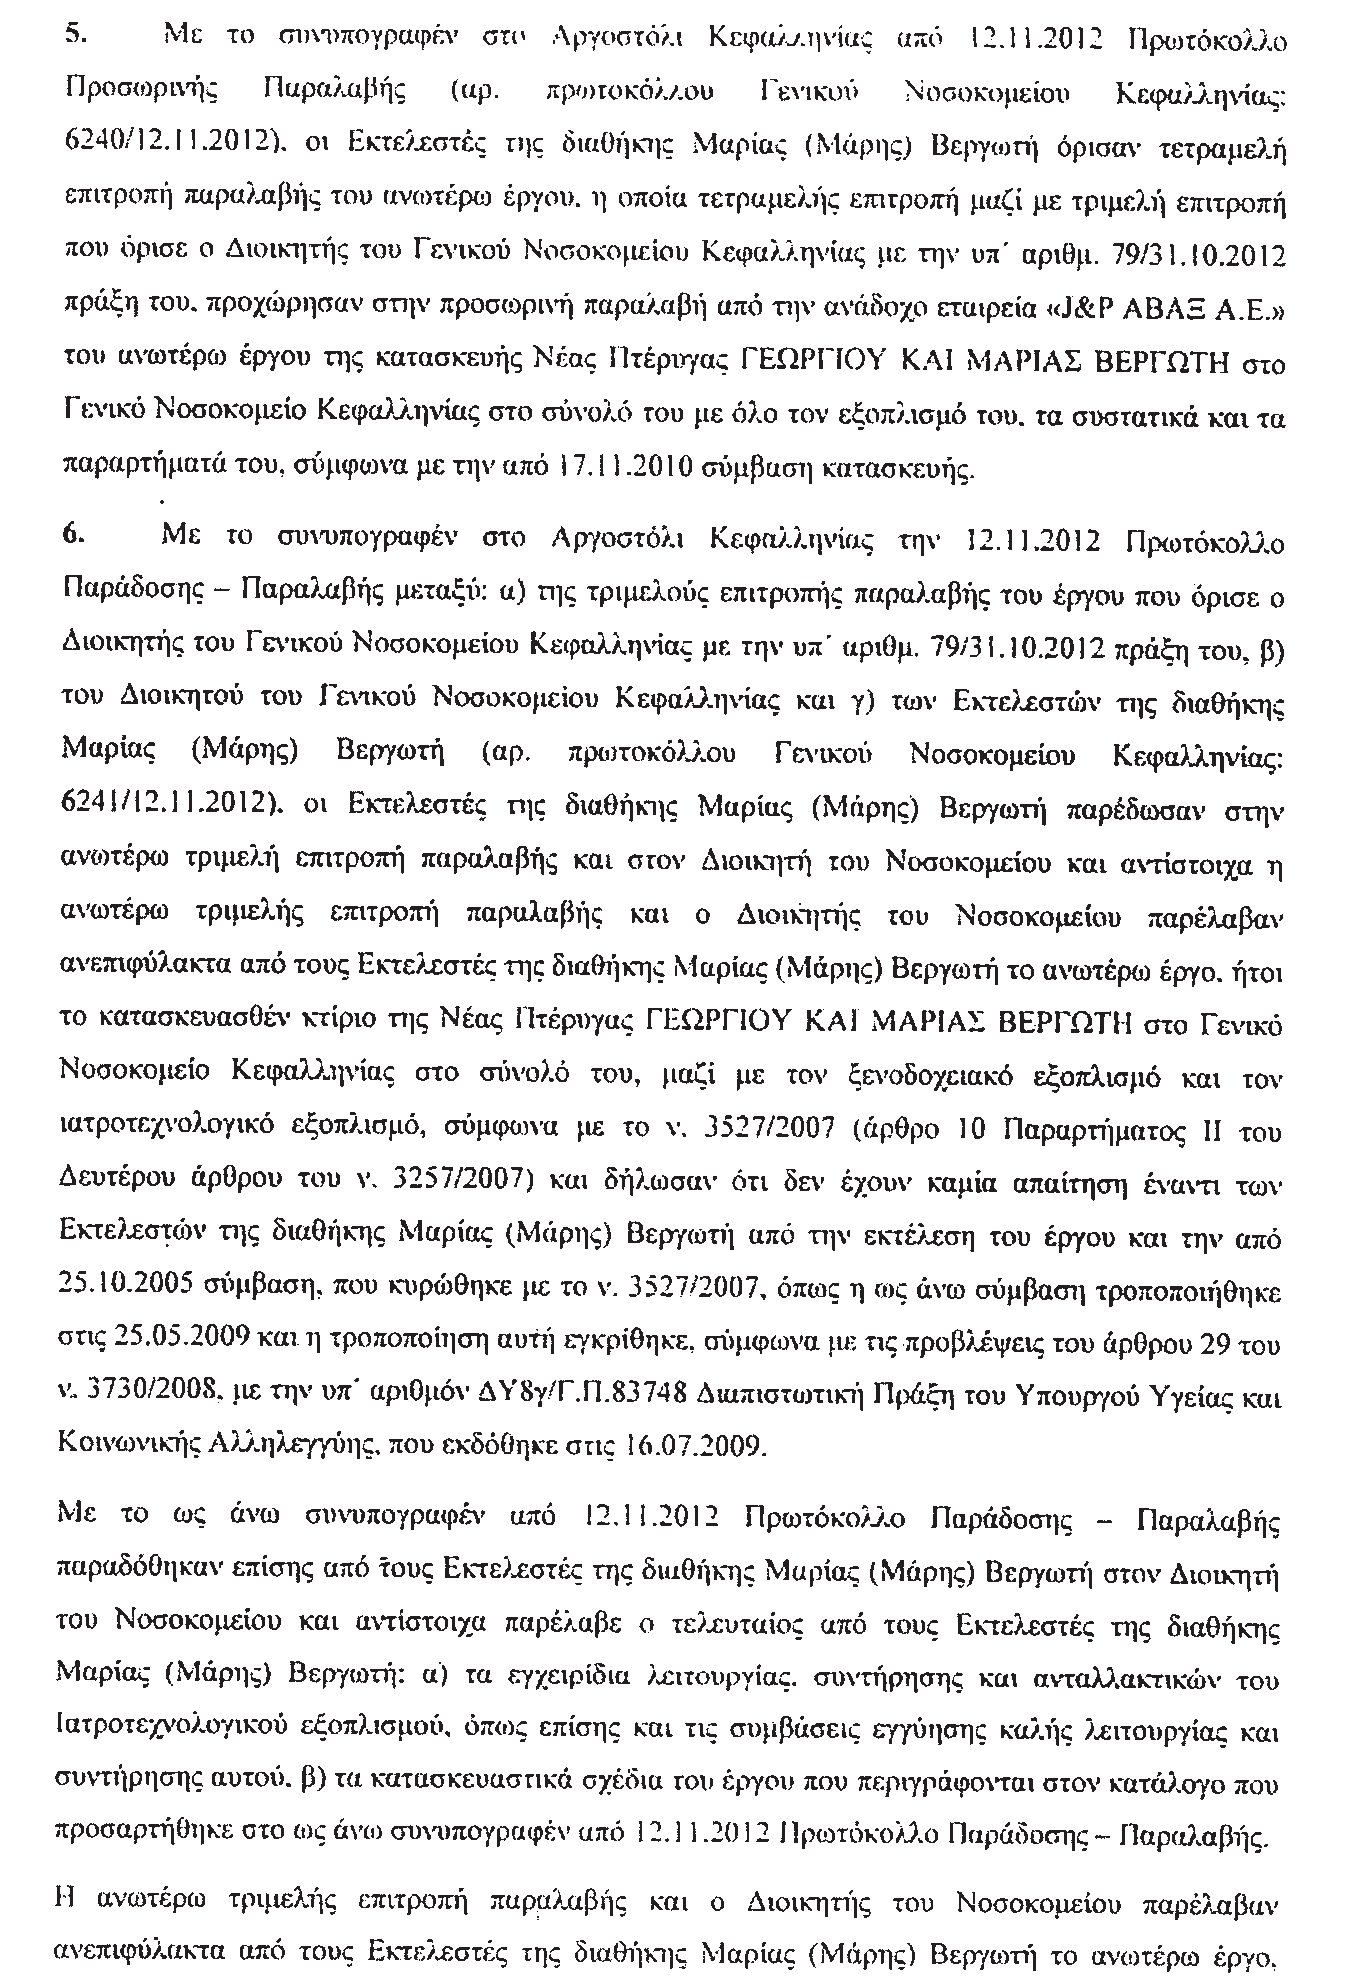 5. Με το συνυπογραφέν στο Αργοστόλι Κεφαλληνίας από 12.11.2012 Πρωτόκολλο
Προσωρινής Παραλαβής (αρ. πρωτοκόλλου Γενικού Νοσοκομείου Κεφαλληνίας:
6240/12.11.2012), οι Εκτελεστές της διαθήκης Μαρίας (Μάρης) Βεργωτή όρισαν τετραμελή
επιτροπή παραλαβής του ανωτέρω έργου, η οποία τετραμελής επιτροπή μαζί με τριμελή επιτροπή
που όρισε ο Διοικητής του Γενικού Νοσοκομείου Κεφαλληνίας με την υπ' αριθμ. 79/31.10.2012
πράξη του, προχώρησαν στην προσωρινή παραλαβή από την ανάδοχο εταιρεία «J&P ΑΒΑΞ Α.Ε.»
του ανωτέρω έργου της κατασκευής Νέας Πτέρυγας ΓΕΩΡΓΙΟΥ ΚΑΙ ΜΑΡΙΑΣ ΒΕΡΓΩΤΗ στο
Γενικό Νοσοκομείο Κεφαλληνίας στο σύνολό του με όλο τον εξοπλισμό του, τα συστατικά και τα
παραρτήματά του, σύμφωνα με την από 17.11.2010 σύμβαση κατασκευής.
6. Με το συνυπογραφέν στο Αργοστόλι Κεφαλληνίας την 12.11.2012 Πρωτόκολλο
Παράδοσης – Παραλαβής μεταξύ: α) της τριμελούς επιτροπής παραλαβής του έργου που όρισε ο
Διοικητής του Γενικού Νοσοκομείου Κεφαλληνίας με την υπ' αριθμ. 79/31.10.2012 πράξη του, β)
του Διοικητού του Γενικού Νοσοκομείου Κεφαλληνίας και γ) των Εκτελεστών της διαθήκης
Μαρίας (Μάρης) Βεργωτή (αρ. πρωτοκόλλου Γενικού Νοσοκομείου Κεφαλληνίας:
6241/12.11.2012), οι Εκτελεστές της διαθήκης Μαρίας (Μάρης) Βεργωτή παρέδωσαν στην
ανωτέρω τριμελή επιτροπή παραλαβής και στον Διοικητή του Νοσοκομείου και αντίστοιχα η
ανωτέρω τριμελής επιτροπή παραλαβής και ο Διοικητής του Νοσοκομείου παρέλαβαν
ανεπιφύλακτα από τους Εκτελεστές της διαθήκης Μαρίας (Μάρης) Βεργωτή το ανωτέρω έργο, ήτοι
το κατασκευασθέν κτίριο της Νέας Πτέρυγας ΓΕΩΡΓΙΟΥ ΚΑΙ ΜΑΡΙΑΣ ΒΕΡΓΩΤΗ στο Γενικό
Νοσοκομείο Κεφαλληνίας στο σύνολό του, μαζί με τον ξενοδοχειακό εξοπλισμό και τον
ιατροτεχνολογικό εξοπλισμό, σύμφωνα με το ν. 3527/2007 (άρθρο 10 Παραρτήματος ΙΙ του
Δευτέρου άρθρου του ν. 3257/2007) και δήλωσαν ότι δεν έχουν καμία απαίτηση έναντι των
Εκτελεστών της διαθήκης Μαρίας (Μάρης) Βεργωτή από την εκτέλεση του έργου και την από
25.10.2005 σύμβαση, που κυρώθηκε με το ν. 3527/2007, όπως η ως άνω σύμβαση τροποποιήθηκε
στις 25.05.2009 και η τροποποίηση αυτή εγκρίθηκε, σύμφωνα με τις προβλέψεις του άρθρου 29 του
ν. 3730/2008, με την υπ' αριθμόν ΔΥ8γ/Γ.Π.83748 Διαπιστωτική Πράξη του Υπουργού Υγείας και
Κοινωνικής Αλληλεγγύης, που εκδόθηκε στις 16.07.2009.
Με το ως άνω συνυπογραφέν από 12.11.2012 Πρωτόκολλο Παράδοσης – Παραλαβής
παραδόθηκαν επίσης από τους Εκτελεστές της διαθήκης Μαρίας (Μάρης) Βεργωτή στον Διοικητή
του Νοσοκομείου και αντίστοιχα παρέλαβε ο τελευταίος από τους Εκτελεστές της διαθήκης
Μαρίας (Μάρης) Βεργωτή: α) τα εγχειρίδια λειτουργίας, συντήρησης και ανταλλακτικών του
Ιατροτεχνολογικού εξοπλισμού, όπως επίσης και τις συμβάσεις εγγύησης καλής λειτουργίας και
συντήρησης αυτού, β) τα κατασκευαστικά σχέδια του έργου που περιγράφονται στον κατάλογο που
προσαρτήθηκε στο ως άνω συνυπογραφέν από 12.11.2012 Πρωτόκολλο Παράδοσης – Παραλαβής.
Η ανωτέρω τριμελής επιτροπή παραλαβής και ο Διοικητής του Νοσοκομείου παρέλαβαν
ανεπιφύλακτα από τους Εκτελεστές της διαθήκης Μαρίας (Μάρης) Βεργωτή το ανωτέρω έργο,